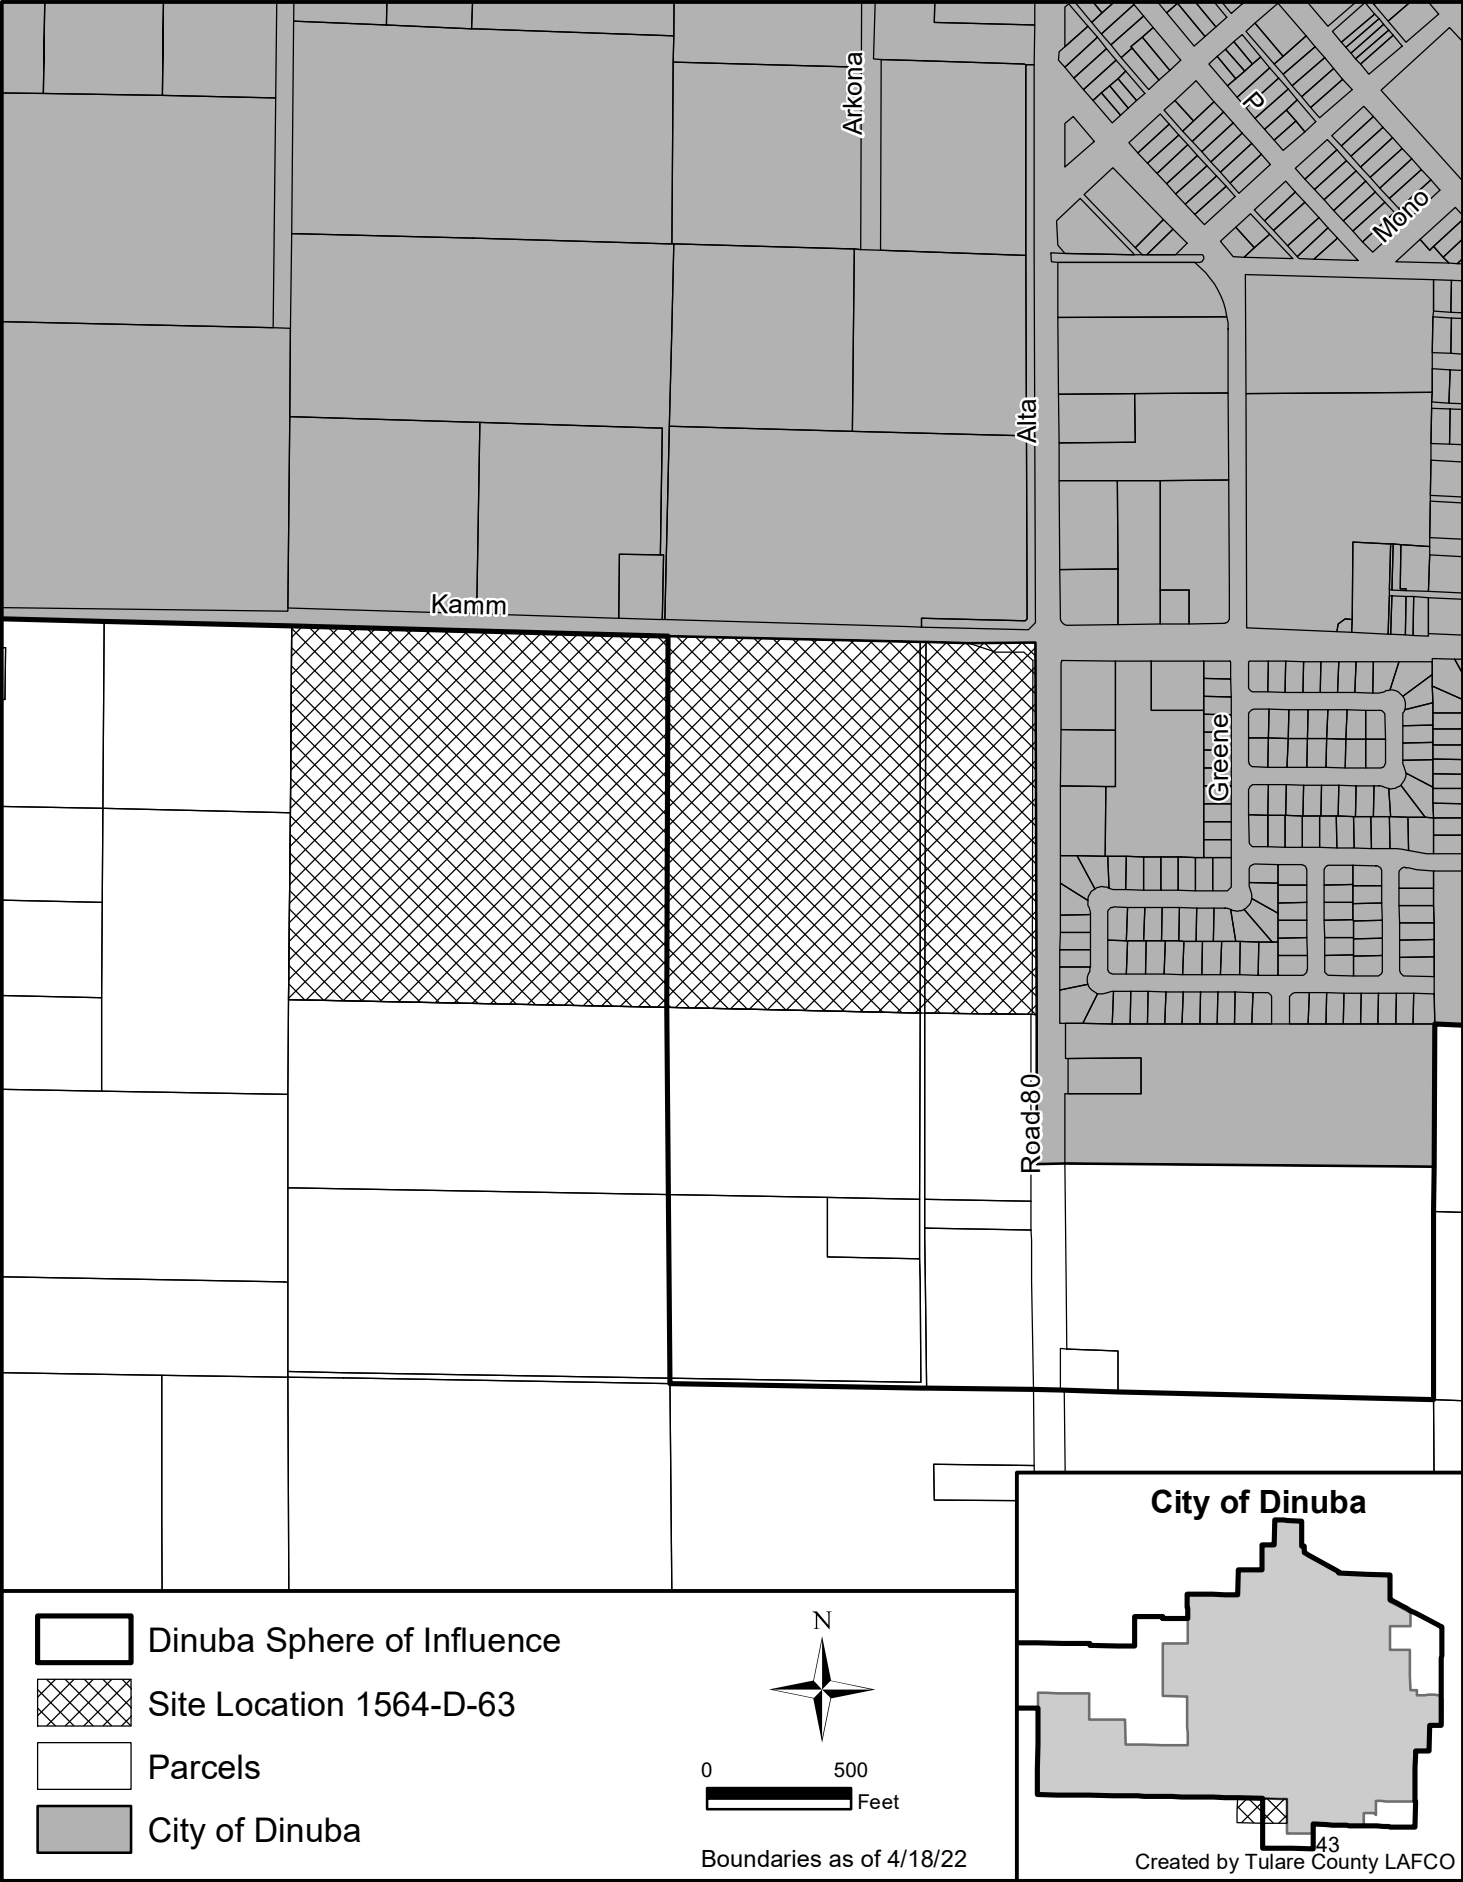 Arkona
P
Mono
Alta
Kamm
Greene
Road 80
City of Dinuba
Dinuba Sphere of Influence
Site Location 1564-D-63
Parcels
City of Dinuba
N
0 500
Feet
Boundaries as of 4/18/22
43
Created by Tulare County LAFCO